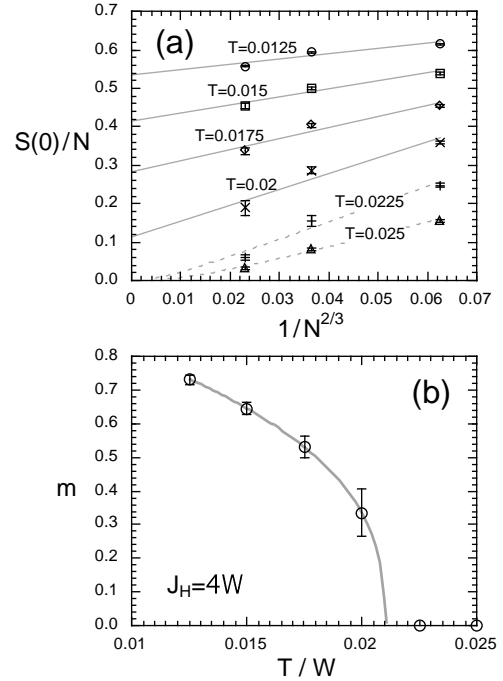 (a)
0.7
0.6
0.5
0.4
0.3
0.2
0.1
0.0
S(0)/N
T=0.0125
T=0.015
T=0.0175
T=0.02
T=0.0225
T=0.025
0 0.01 0.02 0.03 0.04 0.05 0.06 0.07
1/N^{2/3}
(b)
0.8
0.7
0.6
0.5
0.4
0.3
0.2
0.1
0.0
m
J_H=4W
0.01 0.015 0.02 0.025
T / W